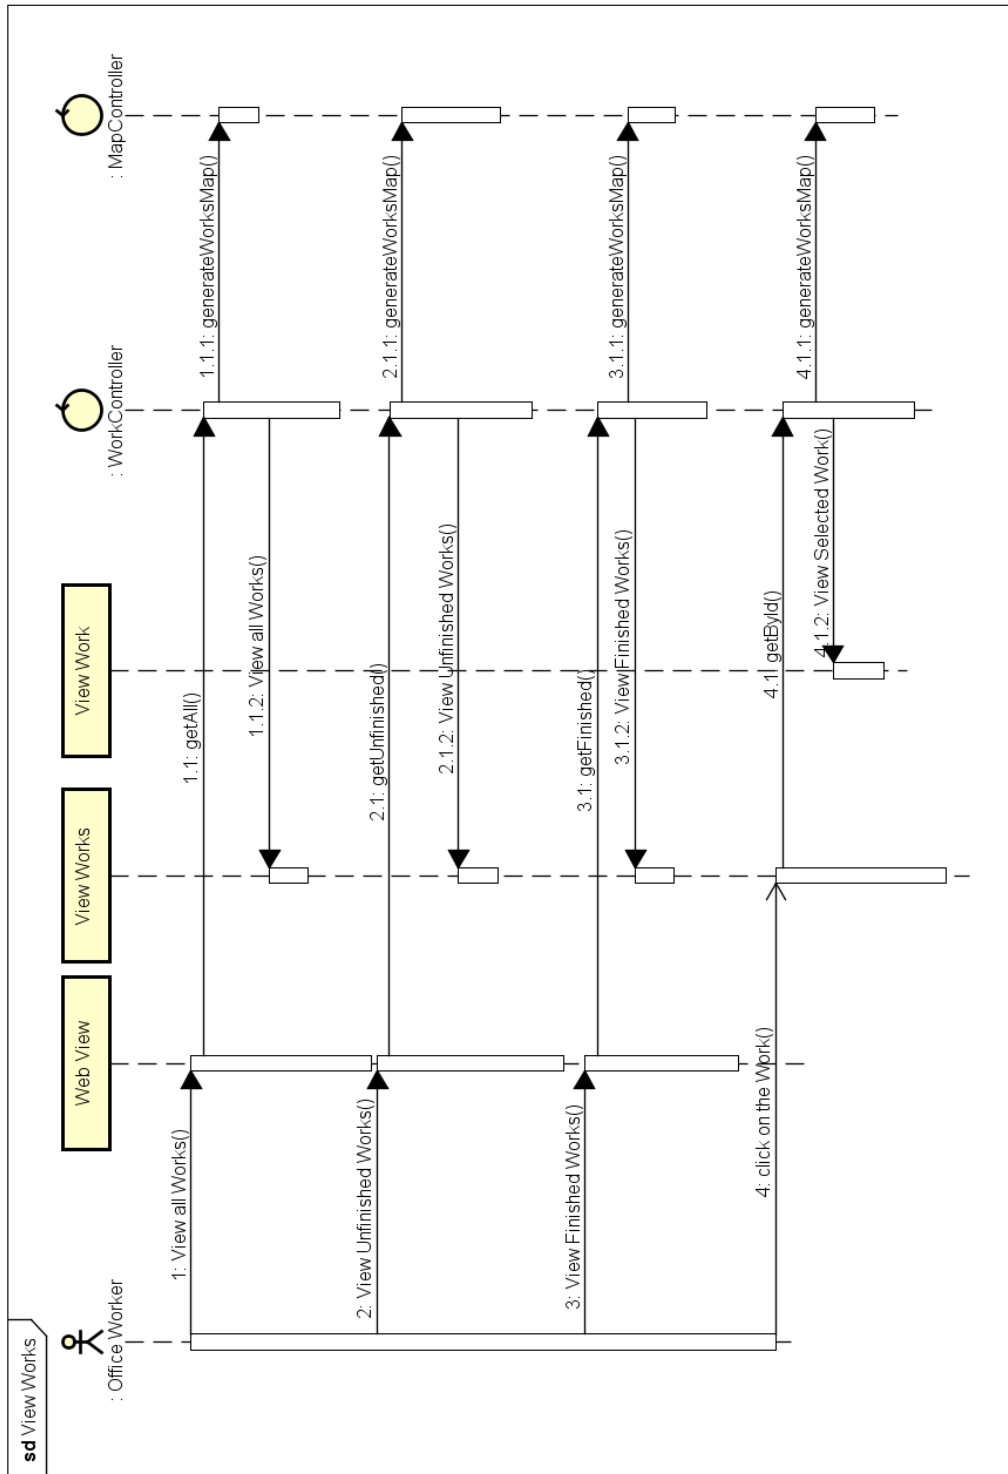 sd View Works
: Office Worker
Web View
View Works
View Work
: WorkController
: MapController
1: View all Works()
1.1: getAll()
1.1.1: generateWorksMap()
1.1.2: View all Works()
2: View Unfinished Works()
2.1: getUnfinished()
2.1.1: generateWorksMap()
2.1.2: View Unfinished Works()
3: View Finished Works()
3.1: getFinished()
3.1.1: generateWorksMap()
3.1.2: View Finished Works()
4: click on the Work()
4.1: getById()
4.1.1: generateWorksMap()
4.1.2: View Selected Work()